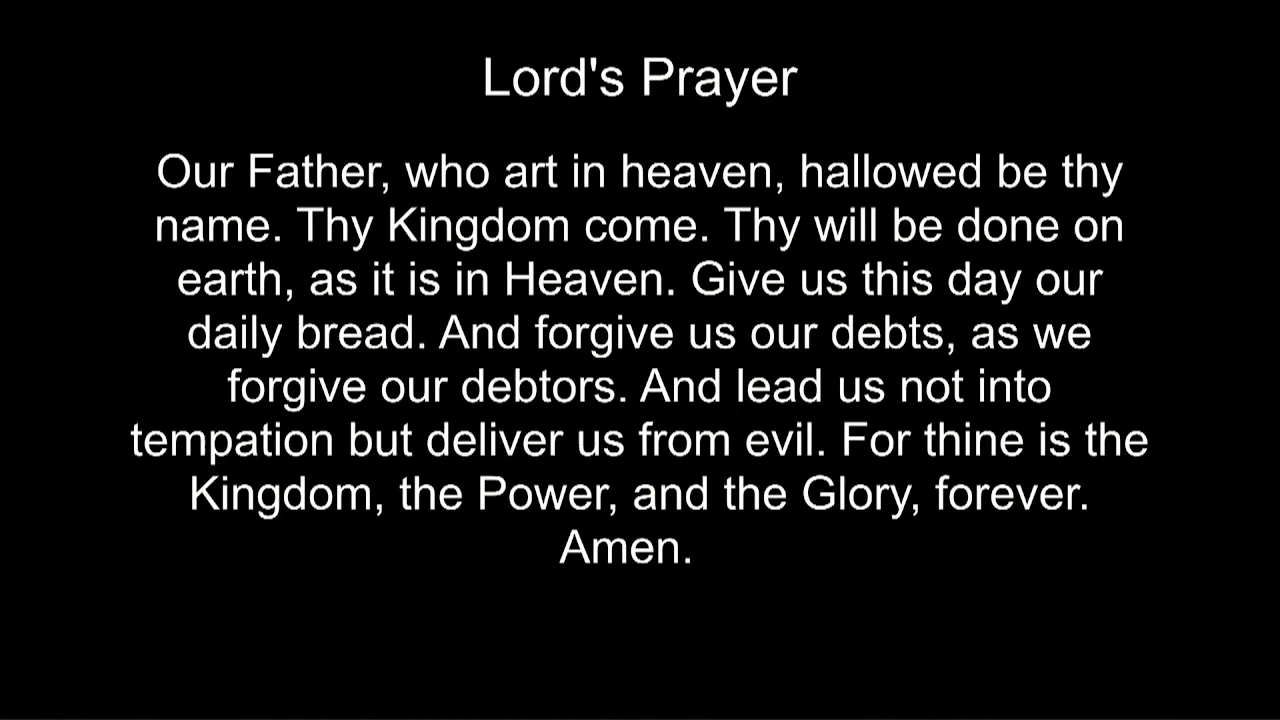 Lord's Prayer
Our Father, who art in heaven, hallowed be thy
name. Thy Kingdom come. Thy will be done on
earth, as it is in Heaven. Give us this day our
daily bread. And forgive us our debts, as we
forgive our debtors. And lead us not into
tempation but deliver us from evil. For thine is the
Kingdom, the Power, and the Glory, forever.
Amen.